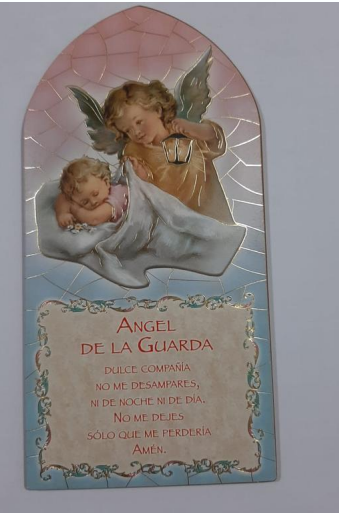 ANGEL
DE LA GUARDA
DULCE COMPAÑÍA
NO ME DESAMPARES,
NI DE NOCHE NI DE DÍA.
NO ME DEJES
SÓLO QUE ME PERDERÍA
AMÉN.